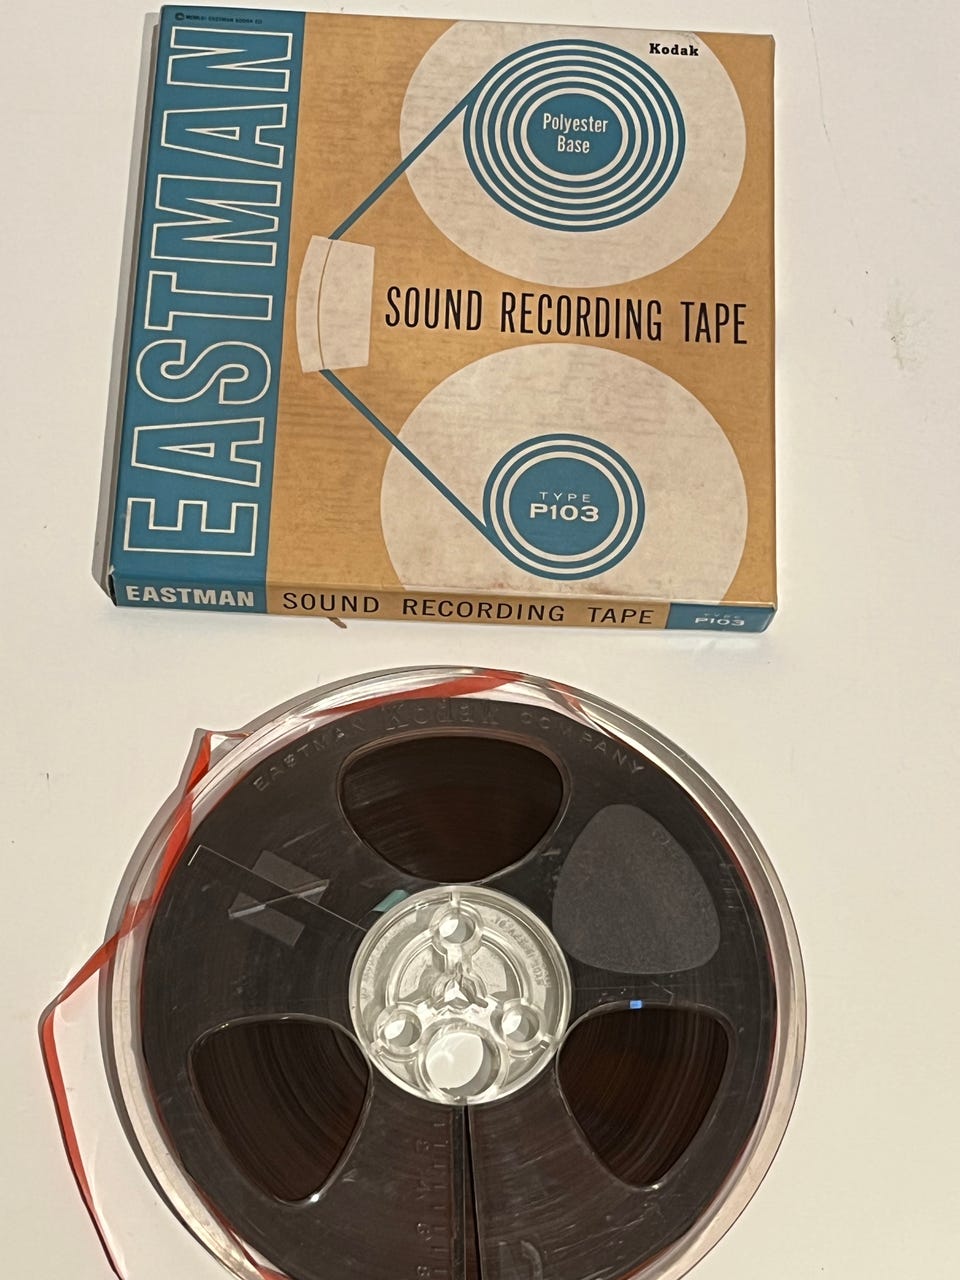 EASTMAN
Kodak
Polyester
Base
SOUND RECORDING TAPE
TYPE
P103
EASTMAN SOUND RECORDING TAPE TYPE P103
EASTMAN Kodak COMPANY